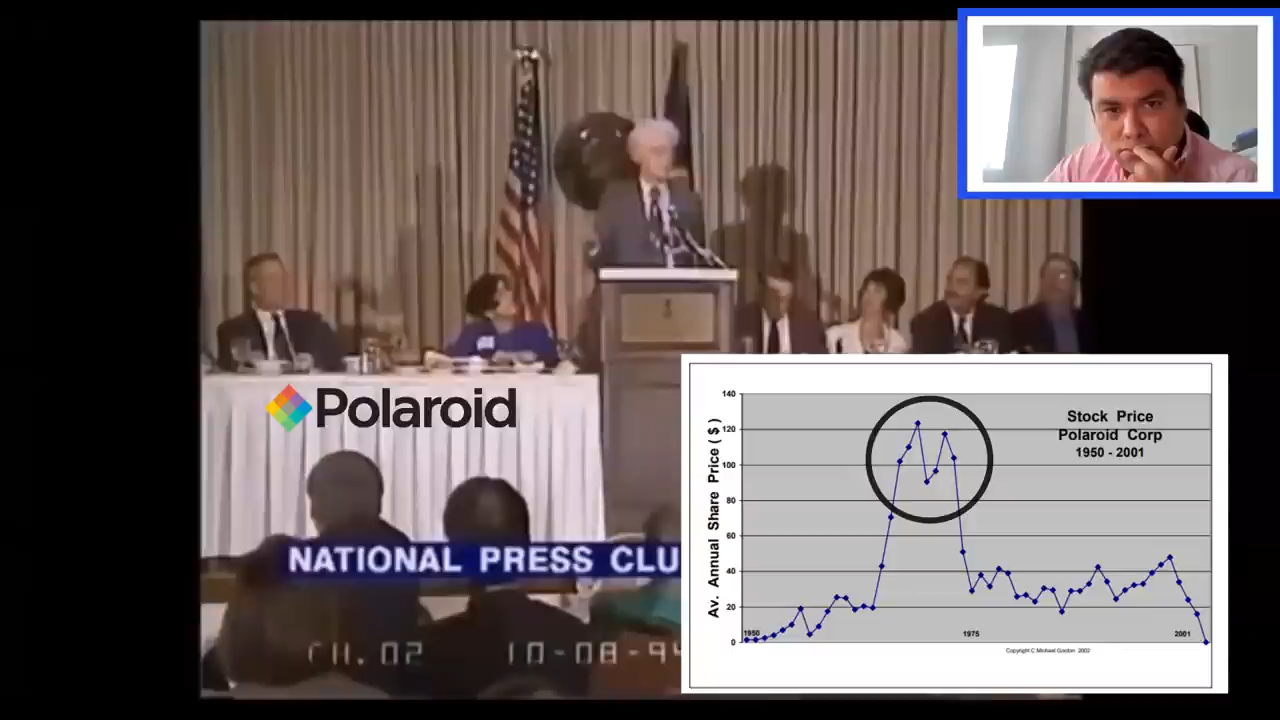 Polaroid
NATIONAL PRESS CLU
CH.02 10-08-94
Stock Price
Polaroid Corp
1950 - 2001
Av. Annual Share Price ( $ )
140
120
100
80
60
40
20
0
1950
1975
2001
Copyright C Michael Gordon 2002